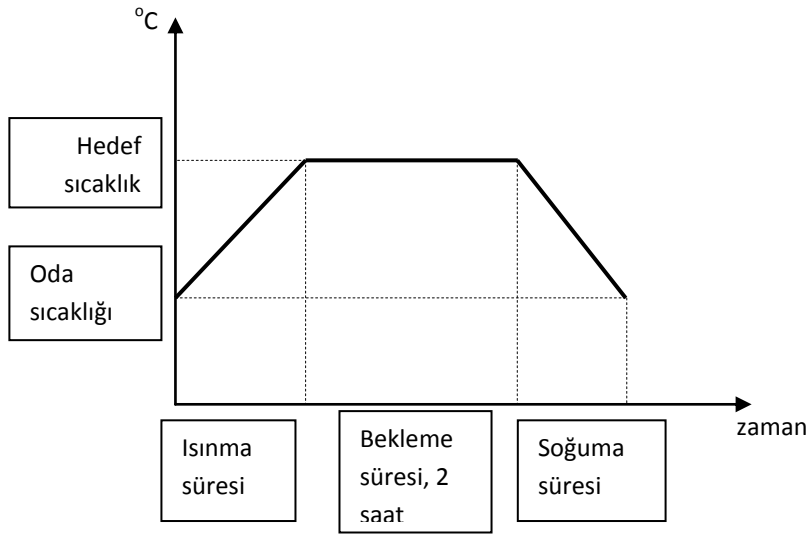 °C
Hedef
sıcaklık
Oda
sıcaklığı
zaman
Isınma
süresi
Bekleme
süresi, 2
saat
Soğuma
süresi